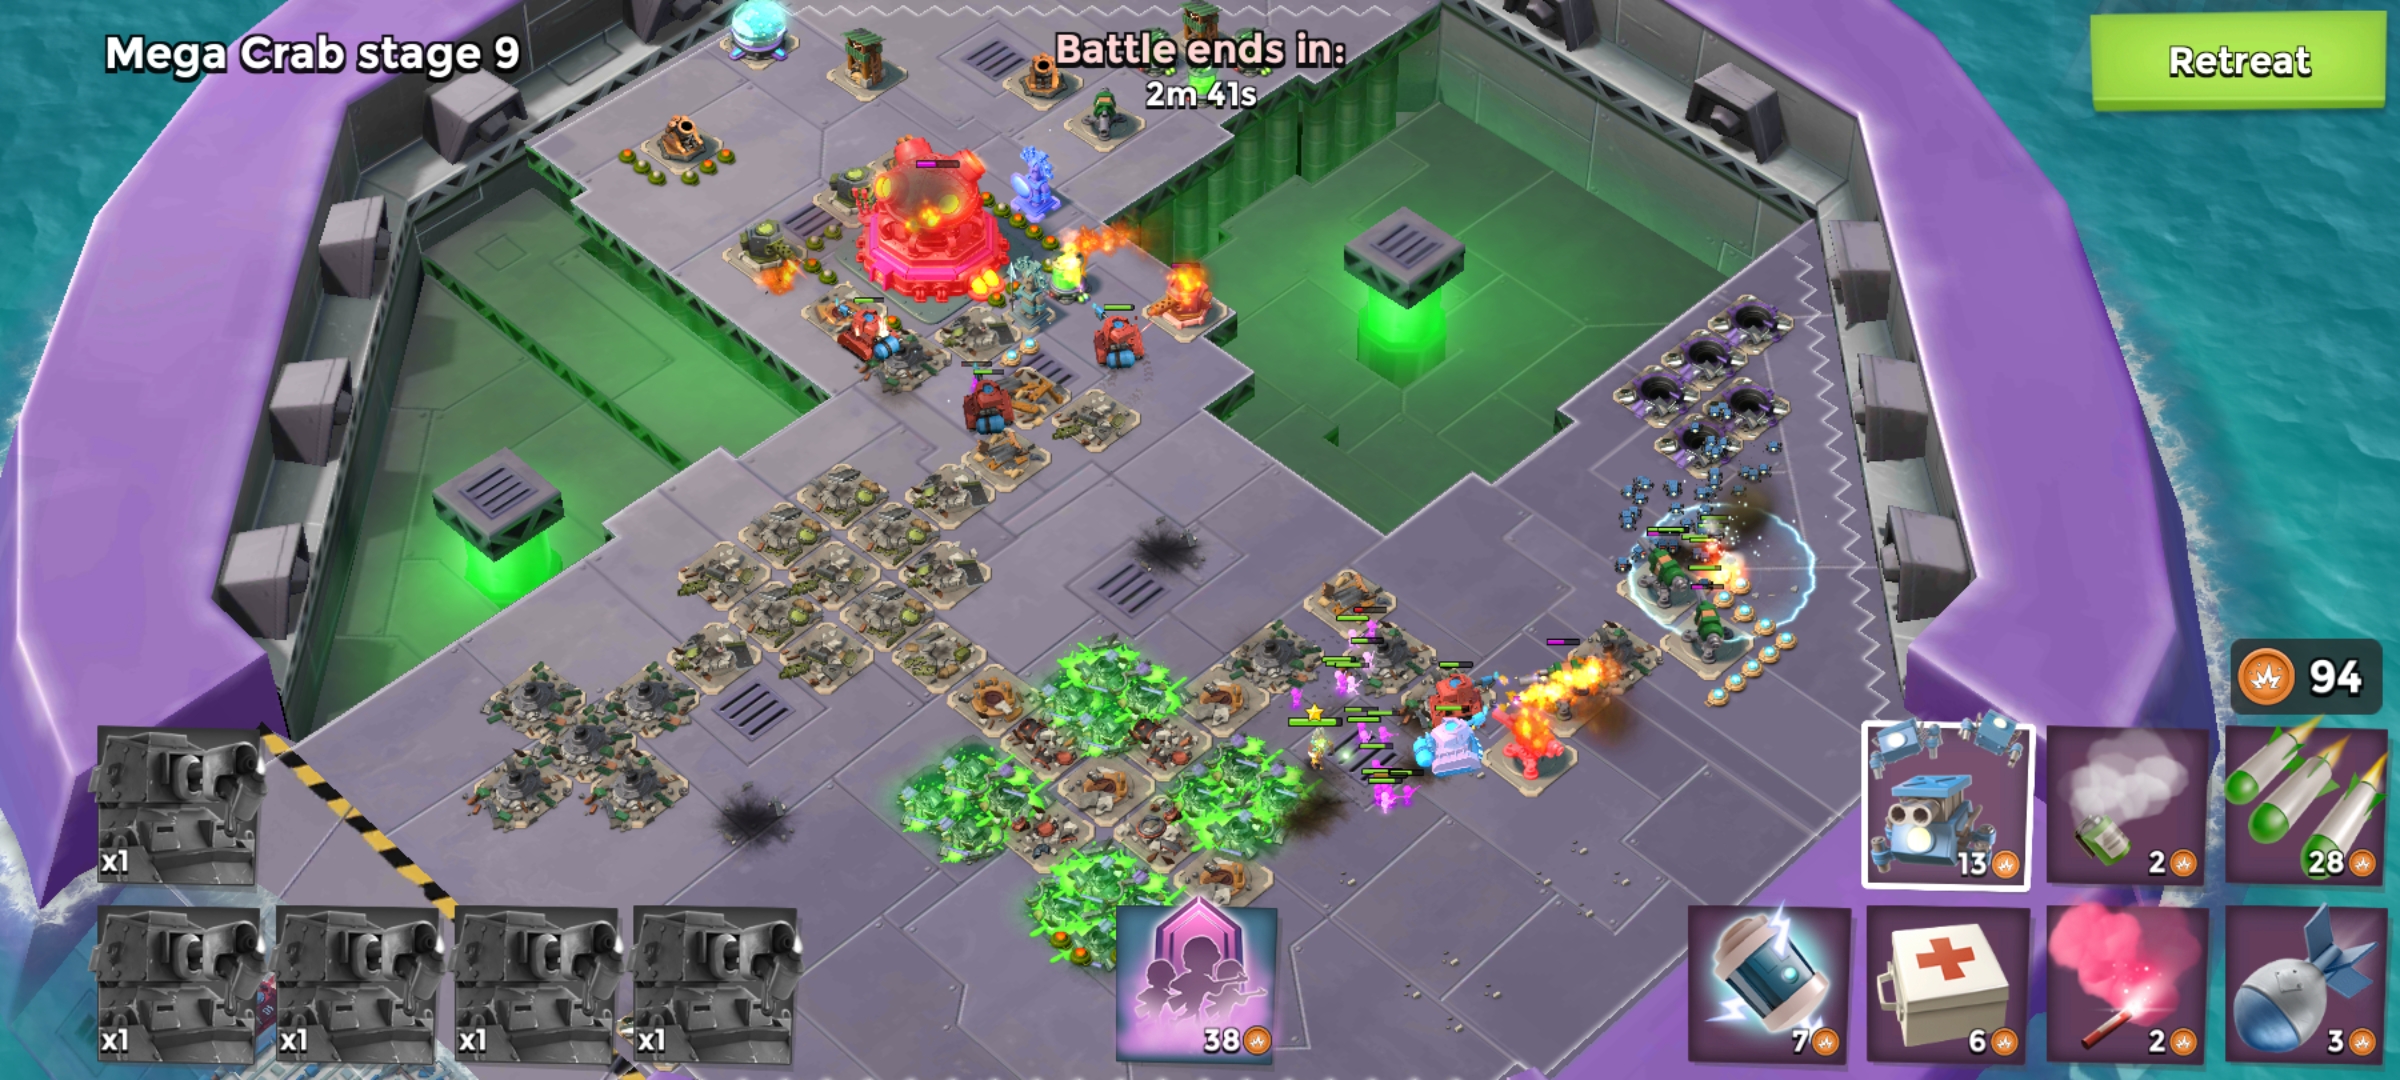 Mega Crab stage 9
Battle ends in:
2m 41s
Retreat
94
x1
13
2
28
x1
x1
x1
x1
38
7
6
2
3